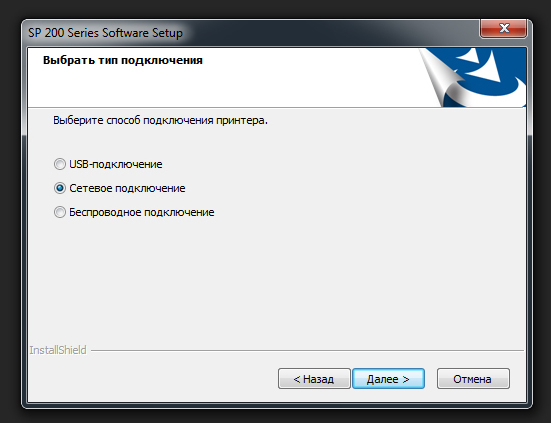 SP 200 Series Software Setup
Выбрать тип подключения
Выберите способ подключения принтера.
USB-подключение
Сетевое подключение
Беспроводное подключение
InstallShield
< Назад
Далее >
Отмена